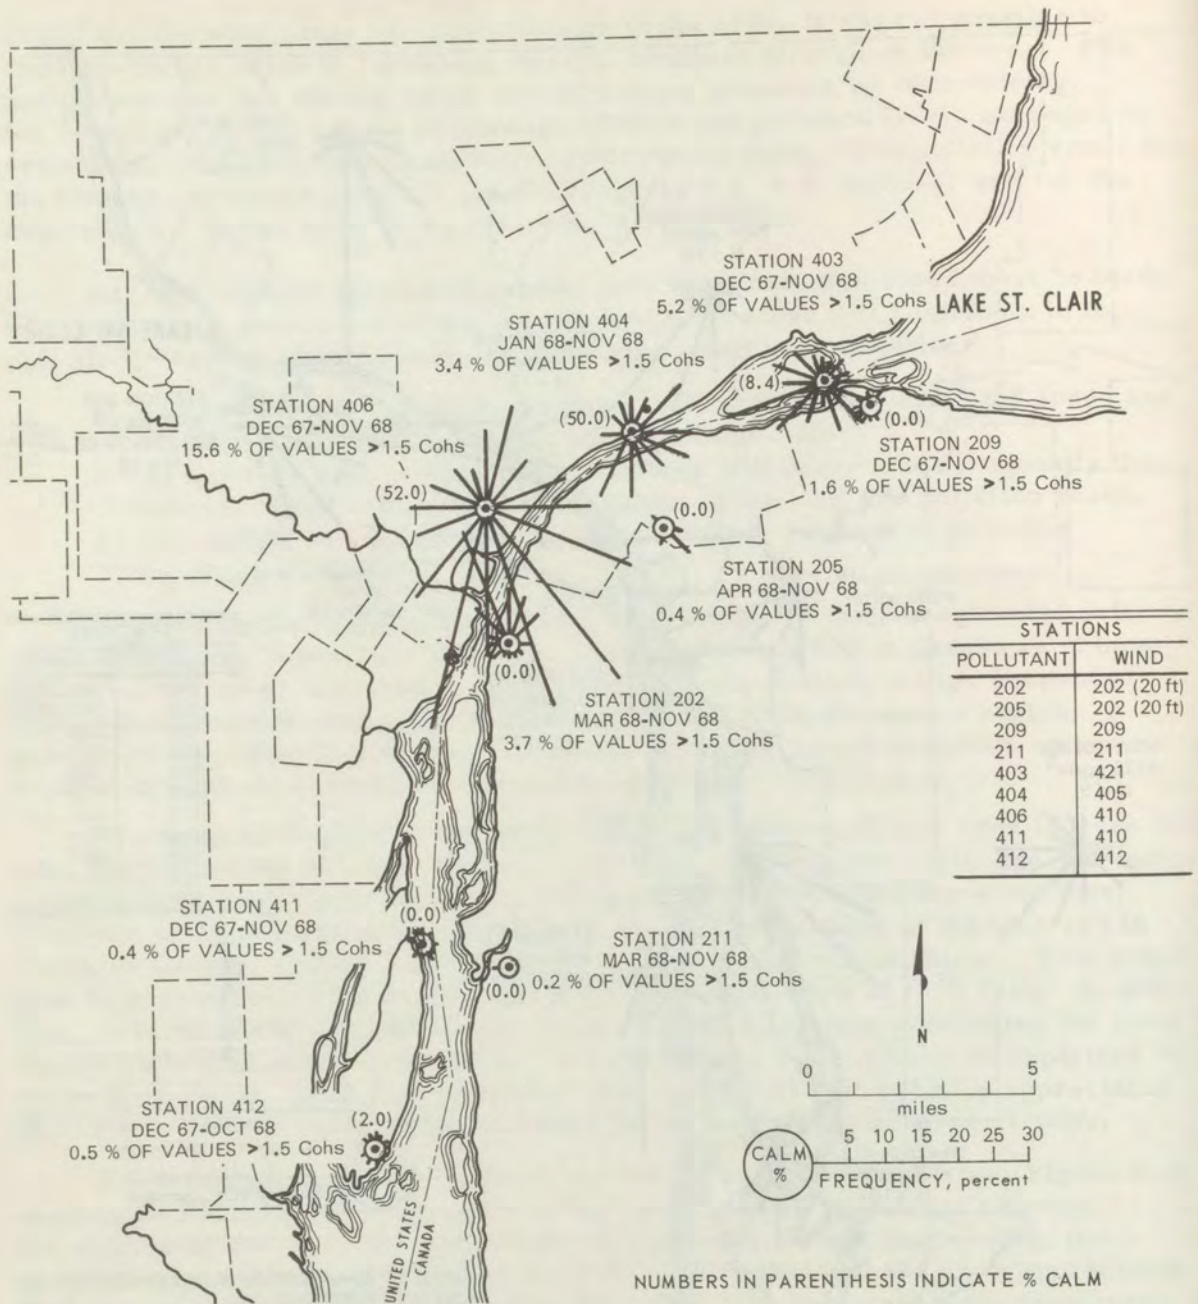 STATION 403
DEC 67-NOV 68
5.2 % OF VALUES >1.5 Cohs
LAKE ST. CLAIR
STATION 404
JAN 68-NOV 68
3.4 % OF VALUES >1.5 Cohs
(8.4)
STATION 406
DEC 67-NOV 68
15.6 % OF VALUES >1.5 Cohs
(50.0)
(0.0)
STATION 209
DEC 67-NOV 68
1.6 % OF VALUES >1.5 Cohs
(52.0)
(0.0)
STATION 205
APR 68-NOV 68
0.4 % OF VALUES >1.5 Cohs
(0.0)
STATION 202
MAR 68-NOV 68
3.7 % OF VALUES >1.5 Cohs
STATIONS
POLLUTANT WIND
202 202 (20 ft)
205 202 (20 ft)
209 209
211 211
403 421
404 405
406 410
411 410
412 412
STATION 411
DEC 67-NOV 68
0.4 % OF VALUES >1.5 Cohs
(0.0)
STATION 211
MAR 68-NOV 68
0.2 % OF VALUES >1.5 Cohs
(0.0)
N
0 5
miles
STATION 412
DEC 67-OCT 68
0.5 % OF VALUES >1.5 Cohs
(2.0)
CALM
%
5 10 15 20 25 30
FREQUENCY, percent
UNITED STATES
CANADA
NUMBERS IN PARENTHESIS INDICATE % CALM